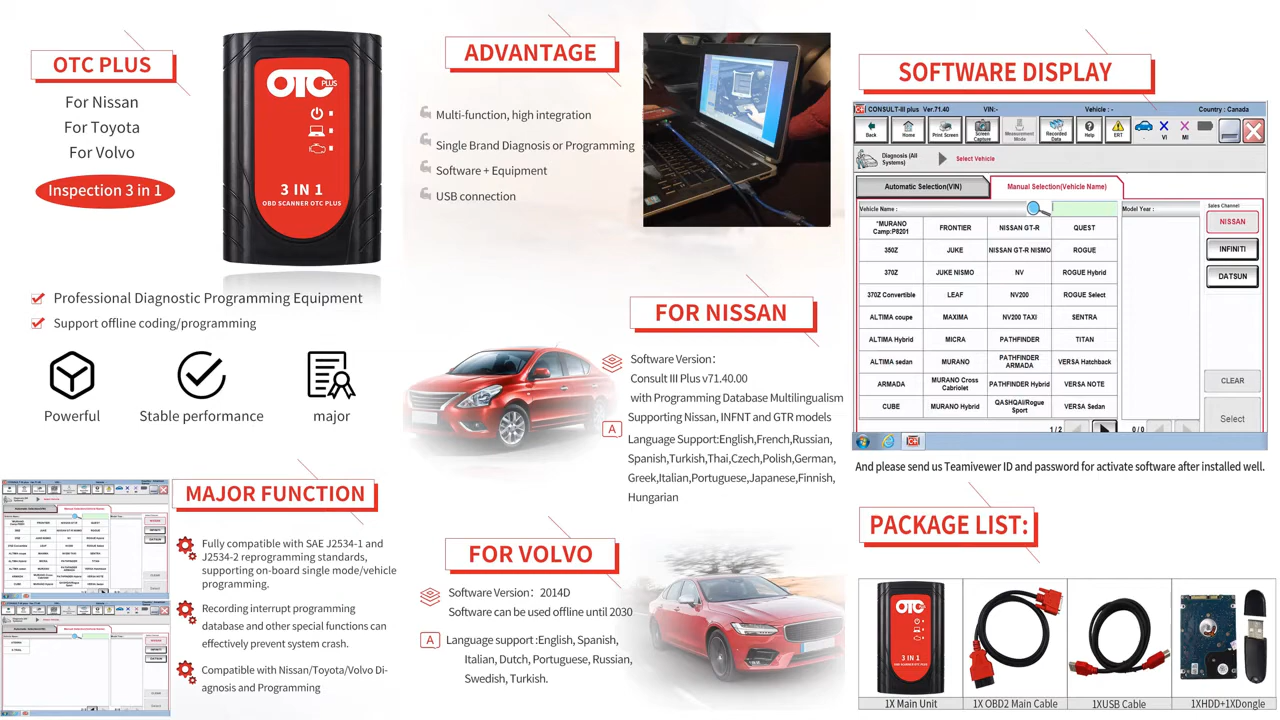 OTC PLUS
For Nissan
For Toyota
For Volvo
Inspection 3 in 1
OTC PLUS
3 IN 1
OBD SCANNER OTC PLUS
Professional Diagnostic Programming Equipment
Support offline coding/programming
Powerful
Stable performance
major
MAJOR FUNCTION
Fully compatible with SAE J2534-1 and
J2534-2 reprogramming standards,
supporting on-board single mode/vehicle
programming.
Recording interrupt programming
database and other special functions can
effectively prevent system crash.
Compatible with Nissan/Toyota/Volvo Di-
agnosis and Programming
ADVANTAGE
Multi-function, high integration
Single Brand Diagnosis or Programming
Software + Equipment
USB connection
FOR NISSAN
Software Version:
Consult III Plus v71.40.00
with Programming Database Multilingualism
Supporting Nissan, INFNT and GTR models
A
Language Support:English,French,Russian,
Spanish,Turkish,Thai,Czech,Polish,German,
Greek,Italian,Portuguese,Japanese,Finnish,
Hungarian
FOR VOLVO
Software Version: 2014D
Software can be used offline until 2030
A
Language support :English, Spanish,
Italian, Dutch, Portuguese, Russian,
Swedish, Turkish.
SOFTWARE DISPLAY
CONSULT-III plus Ver.71.40 VIN:- Vehicle : - Country : Canada
Back Home Print Screen Screen Capture Measurement Mode Recorded Data Help ERT VI MI
Diagnosis (All Systems) Select Vehicle
Automatic Selection(VIN) Manual Selection(Vehicle Name)
Vehicle Name : Model Year : Sales Channel
*MURANO Camp:P8201 FRONTIER NISSAN GT-R QUEST NISSAN
350Z JUKE NISSAN GT-R NISMO ROGUE INFINITI
370Z JUKE NISMO NV ROGUE Hybrid DATSUN
370Z Convertible LEAF NV200 ROGUE Select
ALTIMA coupe MAXIMA NV200 TAXI SENTRA
ALTIMA Hybrid MICRA PATHFINDER TITAN
ALTIMA sedan MURANO PATHFINDER ARMADA VERSA Hatchback
ARMADA MURANO Cross Cabriolet PATHFINDER Hybrid VERSA NOTE CLEAR
CUBE MURANO Hybrid QASHQAI/Rogue Sport VERSA Sedan Select
1/2 0/0
And please send us Teamivewer ID and password for activate software after installed well.
PACKAGE LIST:
OTC PLUS
3 IN 1
OBD SCANNER OTC PLUS
1X Main Unit
1X OBD2 Main Cable
1XUSB Cable
1XHDD+1XDongle